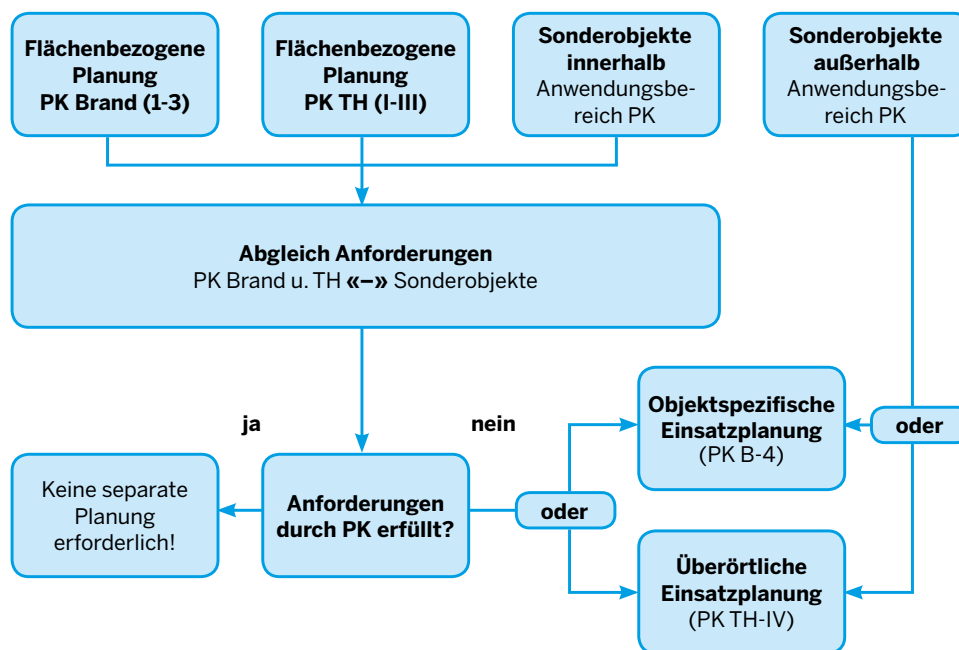 Flächenbezogene
Planung
PK Brand (1-3)
Flächenbezogene
Planung
PK TH (I-III)
Sonderobjekte
innerhalb
Anwendungsbe-
reich PK
Sonderobjekte
außerhalb
Anwendungsbe-
reich PK
Abgleich Anforderungen
PK Brand u. TH «–» Sonderobjekte
ja
nein
Keine separate
Planung
erforderlich!
Anforderungen
durch PK erfüllt?
oder
Objektspezifische
Einsatzplanung
(PK B-4)
oder
Überörtliche
Einsatzplanung
(PK TH-IV)